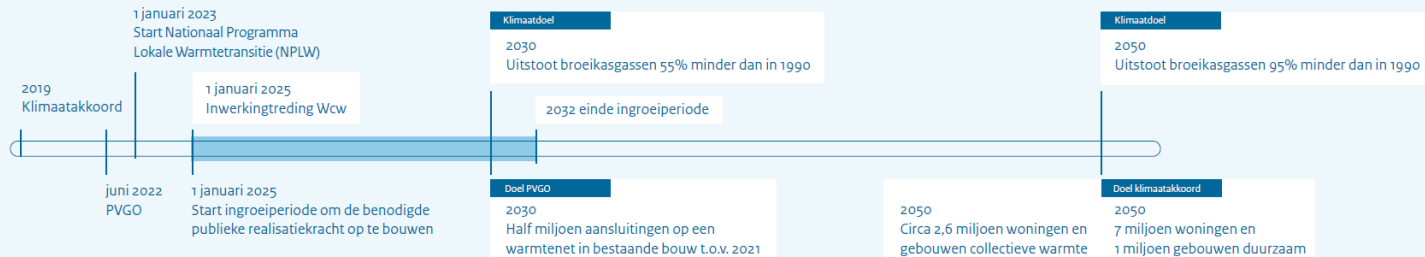 1 januari 2023
Start Nationaal Programma
Lokale Warmtetransitie (NPLW)
Klimaatdoel
2030
Uitstoot broeikasgassen 55% minder dan in 1990
Klimaatdoel
2050
Uitstoot broeikasgassen 95% minder dan in 1990
2019
Klimaatakkoord
1 januari 2025
Inwerkingtreding Wcw
2032 einde ingroeiperiode
juni 2022
PVGO
1 januari 2025
Start ingroeiperiode om de benodigde
publieke realisatiekracht op te bouwen
Doel PVGO
2030
Half miljoen aansluitingen op een
warmtenet in bestaande bouw t.o.v. 2021
2050
Circa 2,6 miljoen woningen en
gebouwen collectieve warmte
Doel klimaatakkoord
2050
7 miljoen woningen en
1 miljoen gebouwen duurzaam